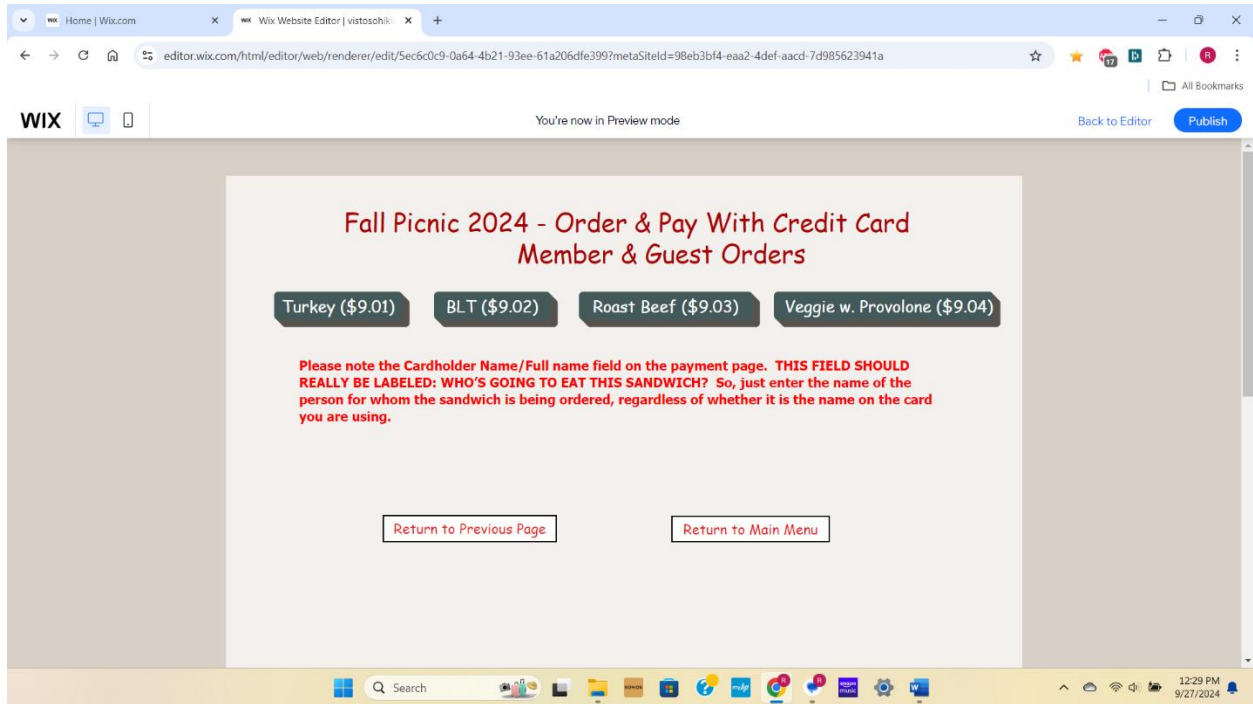 Home | Wix.com
Wix Website Editor | vistosohik
editor.wix.com/html/editor/web/renderer/edit/5ec6c0c9-0a64-4b21-93ee-61a206dfe399?metaSiteId=98eb3bf4-eaa2-4def-aacd-7d985623941a
17
R
All Bookmarks
WIX
You're now in Preview mode
Back to Editor
Publish
Fall Picnic 2024 - Order & Pay With Credit Card
Member & Guest Orders
Turkey ($9.01)
BLT ($9.02)
Roast Beef ($9.03)
Veggie w. Provolone ($9.04)
Please note the Cardholder Name/Full name field on the payment page. THIS FIELD SHOULD
REALLY BE LABELED: WHO'S GOING TO EAT THIS SANDWICH? So, just enter the name of the
person for whom the sandwich is being ordered, regardless of whether it is the name on the card
you are using.
Return to Previous Page
Return to Main Menu
Search
SONOS
mulp
amazon
music
12:29 PM
9/27/2024